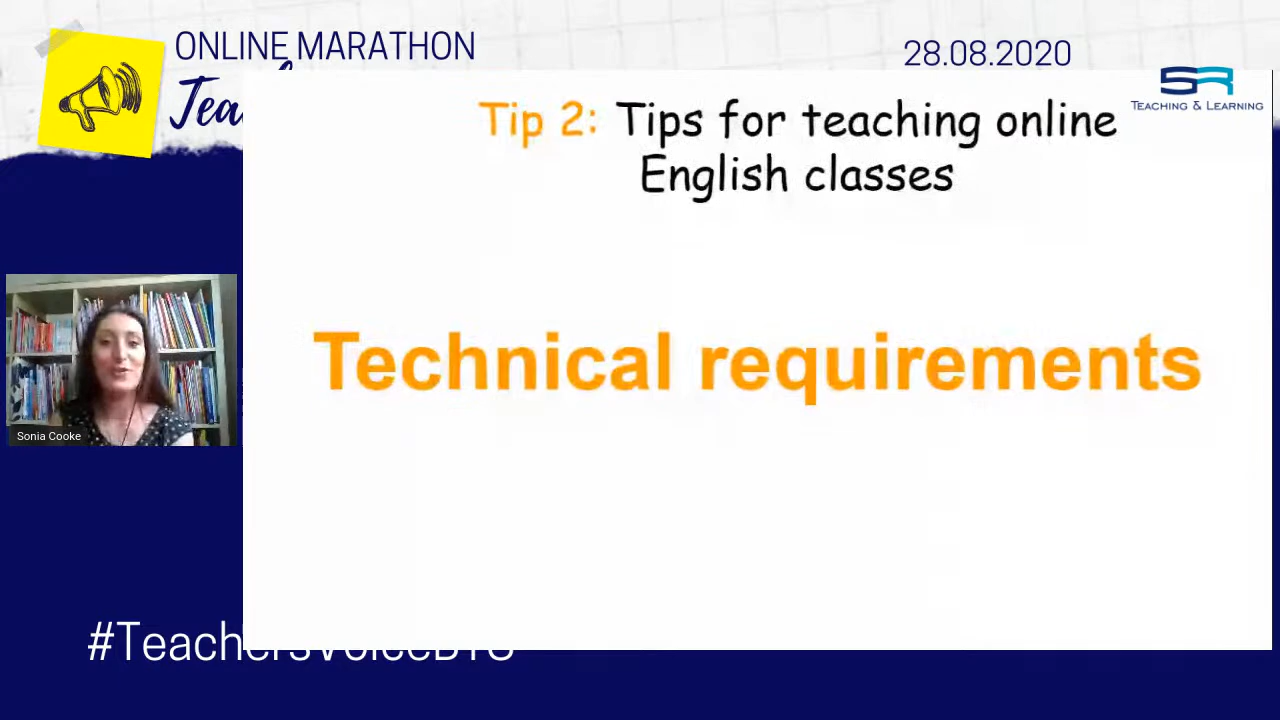 ONLINE MARATHON
28.08.2020
SR
TEACHING & LEARNING
Tip 2: Tips for teaching online
English classes
Technical requirements
Sonia Cooke